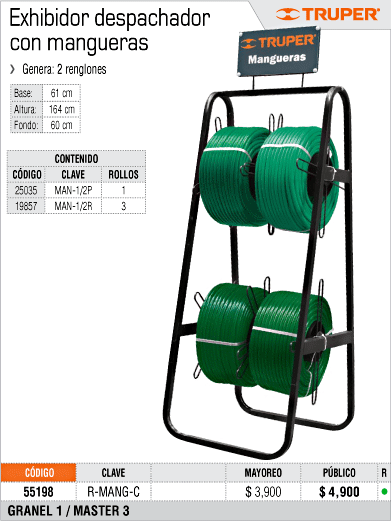 Exhibidor despachador
con mangueras
TRUPER®
❯ Genera: 2 renglones
Base: 61 cm
Altura: 164 cm
Fondo: 60 cm
TRUPER®
Mangueras
CONTENIDO
CÓDIGO CLAVE ROLLOS
25035 MAN-1/2P 1
19857 MAN-1/2R 3
CÓDIGO CLAVE MAYOREO PÚBLICO R
55198 R-MANG-C $ 3,900 $ 4,900
GRANEL 1 / MASTER 3